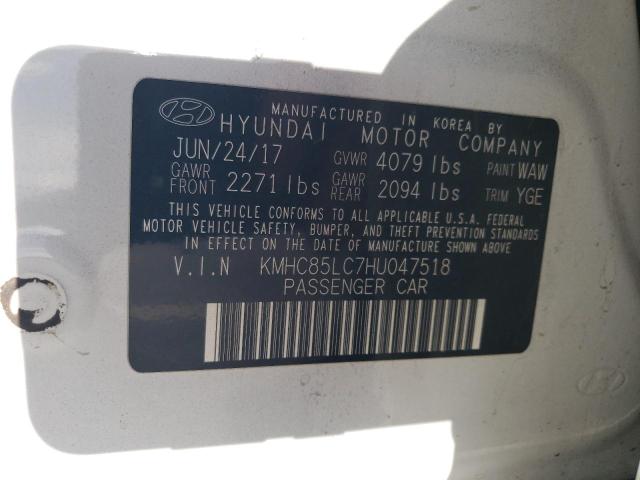 MANUFACTURED IN KOREA BY
HYUNDAI MOTOR COMPANY
JUN/24/17 GVWR 4079 lbs PAINT WAW
GAWR FRONT 2271 lbs GAWR REAR 2094 lbs TRIM YGE
THIS VEHICLE CONFORMS TO ALL APPLICABLE U.S.A. FEDERAL
MOTOR VEHICLE SAFETY, BUMPER, AND THEFT PREVENTION STANDARDS
IN EFFECT ON THE DATE OF MANUFACTURE SHOWN ABOVE.
V.I.N KMHC85LC7HU047518
PASSENGER CAR